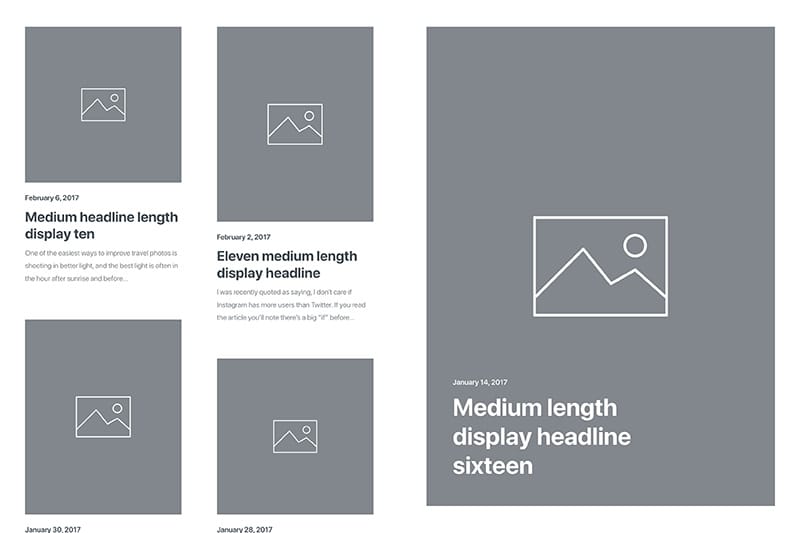 February 6, 2017
Medium headline length
display ten
One of the easiest ways to improve travel photos is
shooting in better light, and the best light is often in
the hour after sunrise and before...
January 30, 2017
February 2, 2017
Eleven medium length
display headline
I was recently quoted as saying, I don't care if
Instagram has more users than Twitter. If you read
the article you'll note there's a big "if" before...
January 28, 2017
January 14, 2017
Medium length
display headline
sixteen